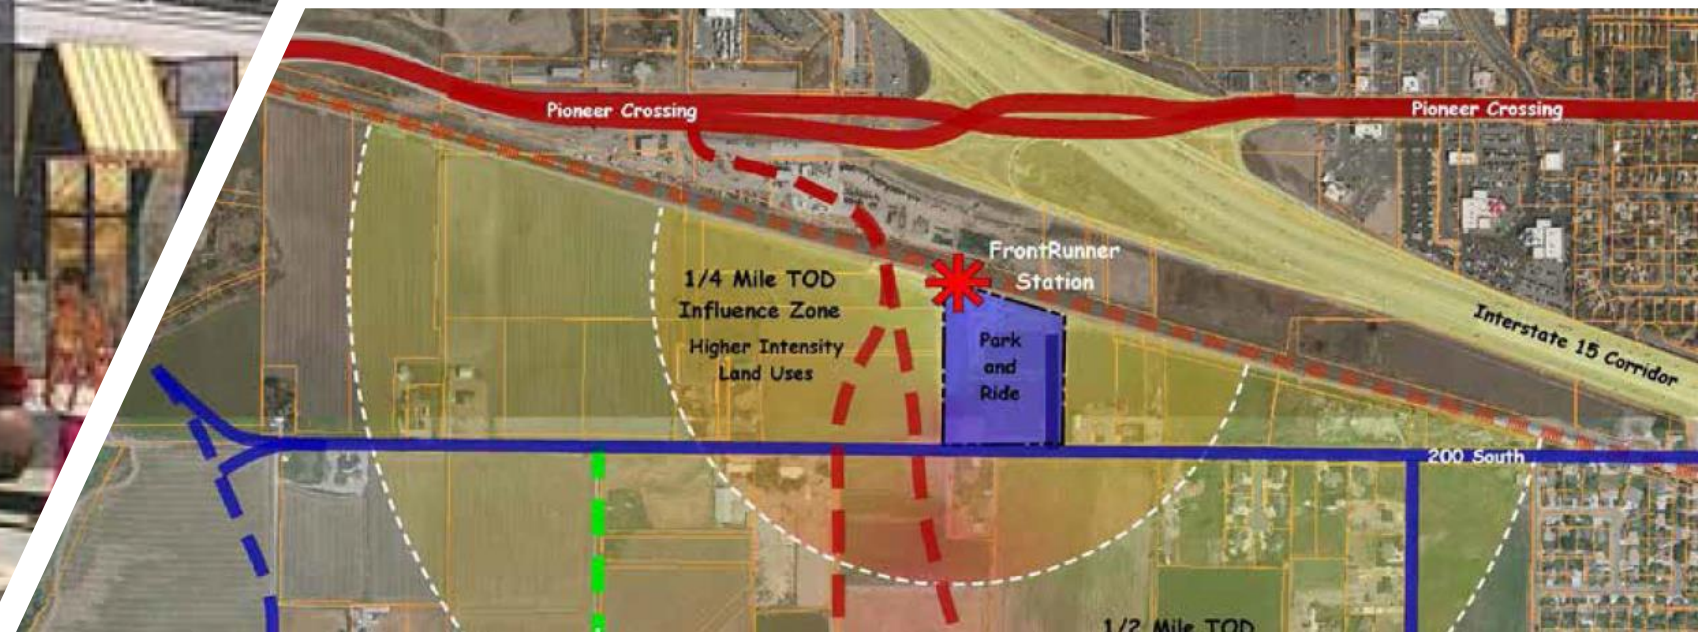 Pioneer Crossing
Pioneer Crossing
FrontRunner
Station
1/4 Mile TOD
Influence Zone
Higher Intensity
Land Uses
Park
and
Ride
Interstate 15 Corridor
200 South
1/2 Mile TOD